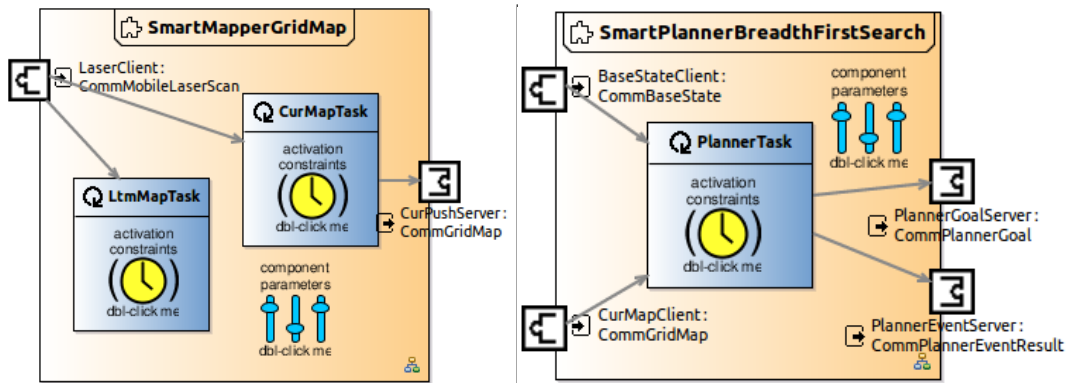 SmartMapperGridMap
LaserClient:
CommMobileLaserScan
CurMapTask
activation
constraints
dbl-click me
LtmMapTask
activation
constraints
dbl-click me
CurPushServer:
CommGridMap
component
parameters
dbl-click me
SmartPlannerBreadthFirstSearch
BaseStateClient:
CommBaseState
component
parameters
dbl-click me
PlannerTask
activation
constraints
dbl-click me
PlannerGoalServer:
CommPlannerGoal
CurMapClient:
CommGridMap
PlannerEventServer:
CommPlannerEventResult